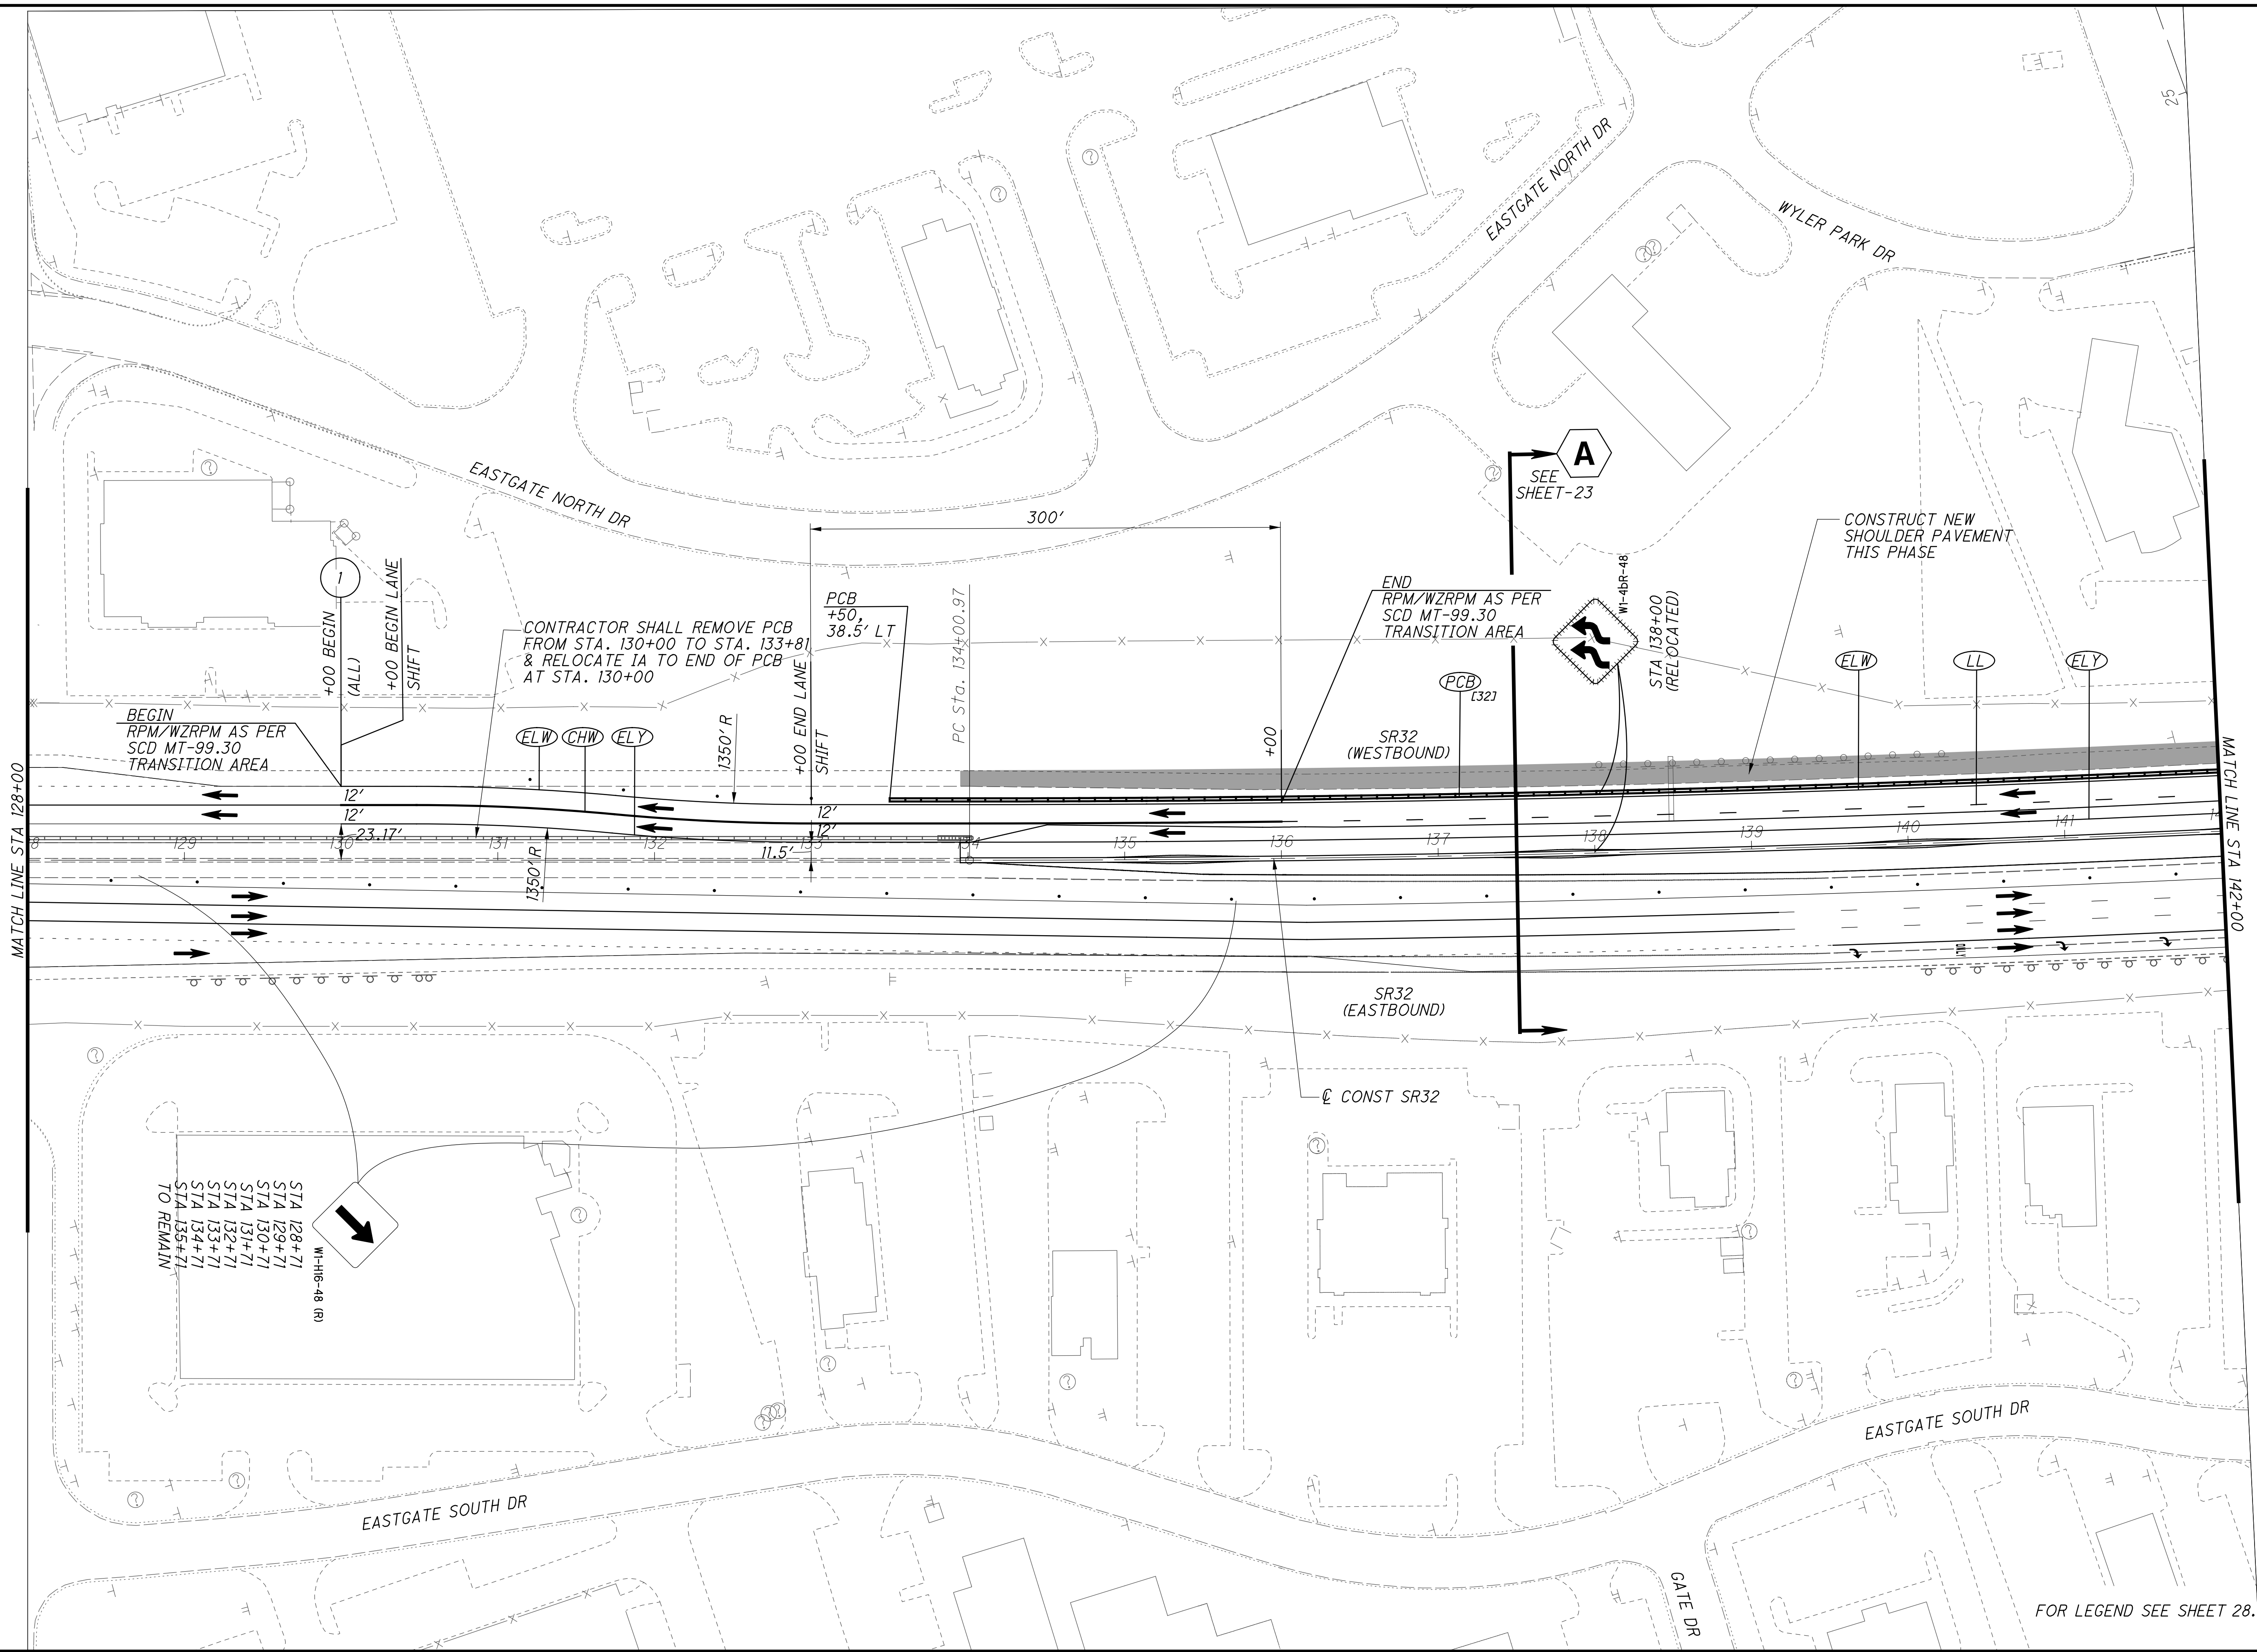 25
EASTGATE NORTH DR
WYLER PARK DR
EASTGATE NORTH DR
A
SEE
SHEET-23
300'
CONSTRUCT NEW
SHOULDER PAVEMENT
THIS PHASE
1
+00 BEGIN
(ALL)
+00 BEGIN LANE
SHIFT
CONTRACTOR SHALL REMOVE PCB
FROM STA. 130+00 TO STA. 133+81
& RELOCATE IA TO END OF PCB
AT STA. 130+00
PCB
+50,
38.5' LT
PC Sta. 134+00.97
END
RPM/WZRPM AS PER
SCD MT-99.30
TRANSITION AREA
W1-4bR-48
STA 138+00
(RELOCATED)
BEGIN
RPM/WZRPM AS PER
SCD MT-99.30
TRANSITION AREA
ELW
CHW
ELY
1350' R
+00 END LANE
SHIFT
+00
SR32
(WESTBOUND)
PCB
[32]
ELW
LL
ELY
MATCH LINE STA 128+00
MATCH LINE STA 142+00
12'
12'
23.17'
12'
12'
11.5'
1350' R
8
129
130
131
132
133
134
135
136
137
138
139
140
141
14
SR32
(EASTBOUND)
℄ CONST SR32
STA 128+71
STA 129+71
STA 130+71
STA 131+71
STA 132+71
STA 133+71
STA 134+71
STA 135+71
TO REMAIN
W1-H16-48 (R)
EASTGATE SOUTH DR
EASTGATE SOUTH DR
GATE DR
FOR LEGEND SEE SHEET 28.